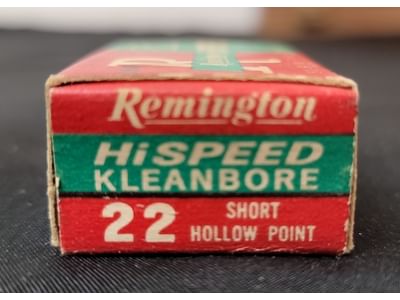 Remington
HiSPEED
KLEANBORE
22 SHORT
HOLLOW POINT